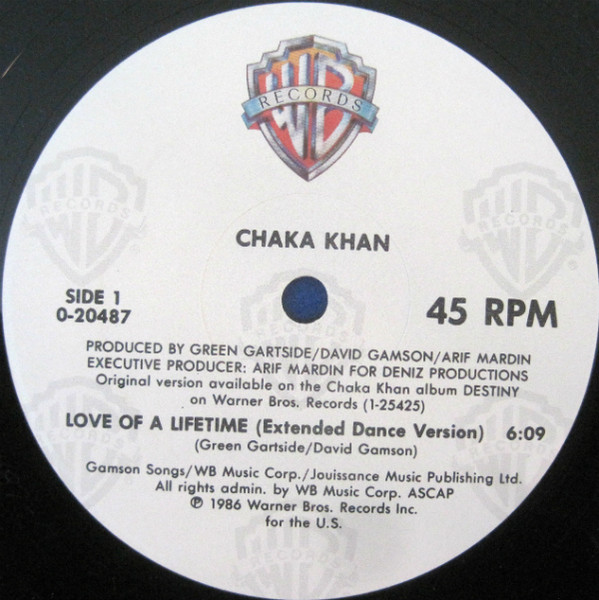 WB
RECORDS
CHAKA KHAN
SIDE 1
0-20487
45 RPM
PRODUCED BY GREEN GARTSIDE/DAVID GAMSON/ARIF MARDIN
EXECUTIVE PRODUCER: ARIF MARDIN FOR DENIZ PRODUCTIONS
Original version available on the Chaka Khan album DESTINY
on Warner Bros. Records (1-25425)
LOVE OF A LIFETIME (Extended Dance Version) 6:09
(Green Gartside/David Gamson)
Gamson Songs/WB Music Corp./Jouissance Music Publishing Ltd.
All rights admin. by WB Music Corp. ASCAP
℗ 1986 Warner Bros. Records Inc.
for the U.S.